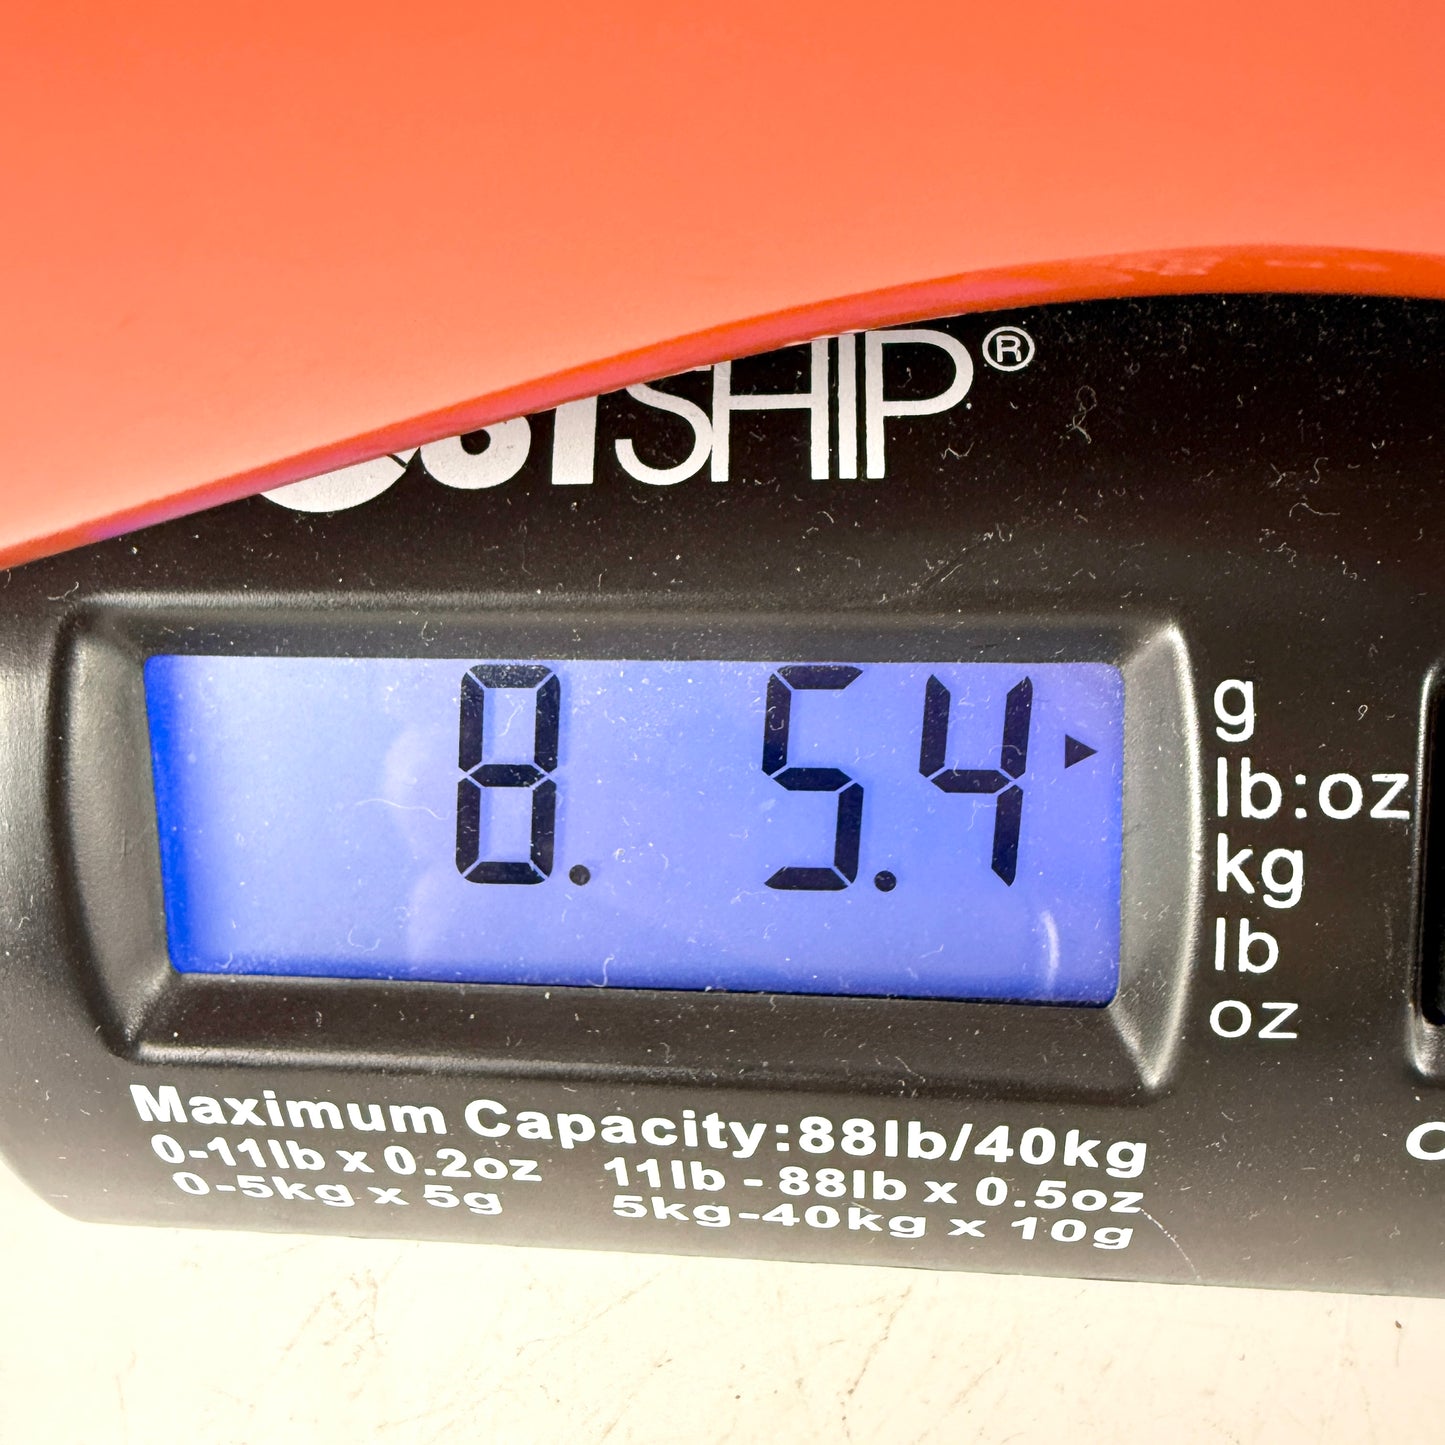 SHIP®
8. 5.4
g
lb:oz
kg
lb
oz
Maximum Capacity:88lb/40kg
0-11lb x 0.2oz 11lb - 88lb x 0.5oz
0-5kg x 5g 5kg-40kg x 10g